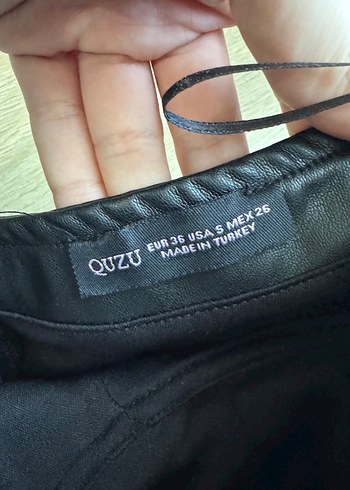 QUZU
EUR 36 USA S MEX 26
MADE IN TURKEY